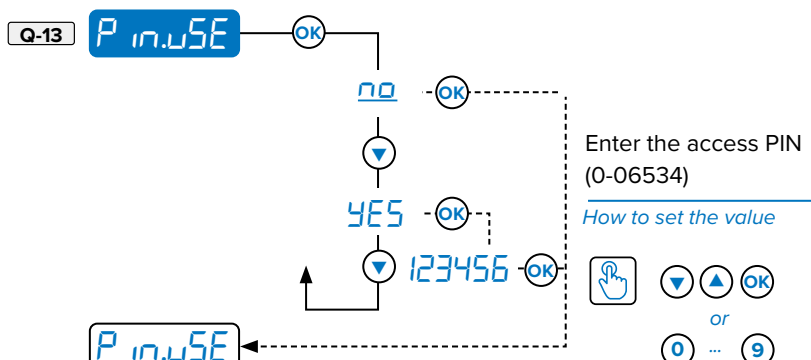 Q-13 P in.uSE OK
no OK
Enter the access PIN
(0-06534)
How to set the value
YES OK
123456 OK
OK
or
0 ... 9
P in.uSE